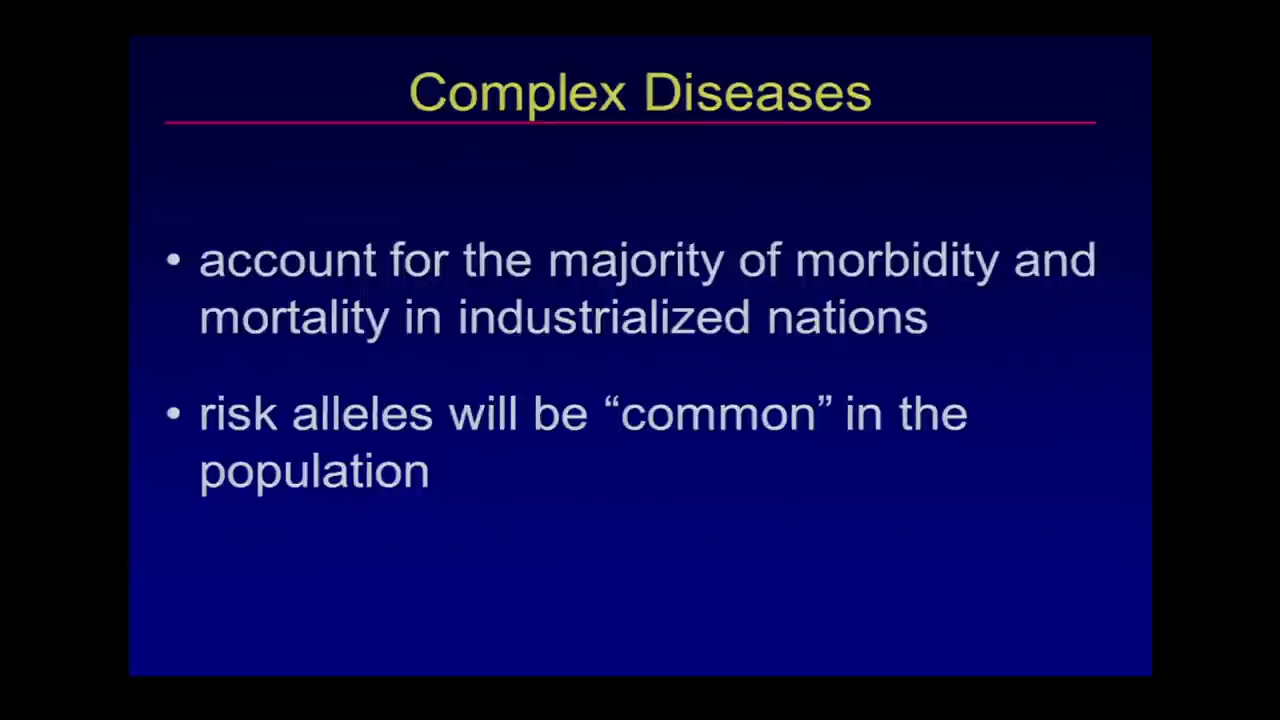 Complex Diseases
• account for the majority of morbidity and
mortality in industrialized nations
• risk alleles will be “common” in the
population